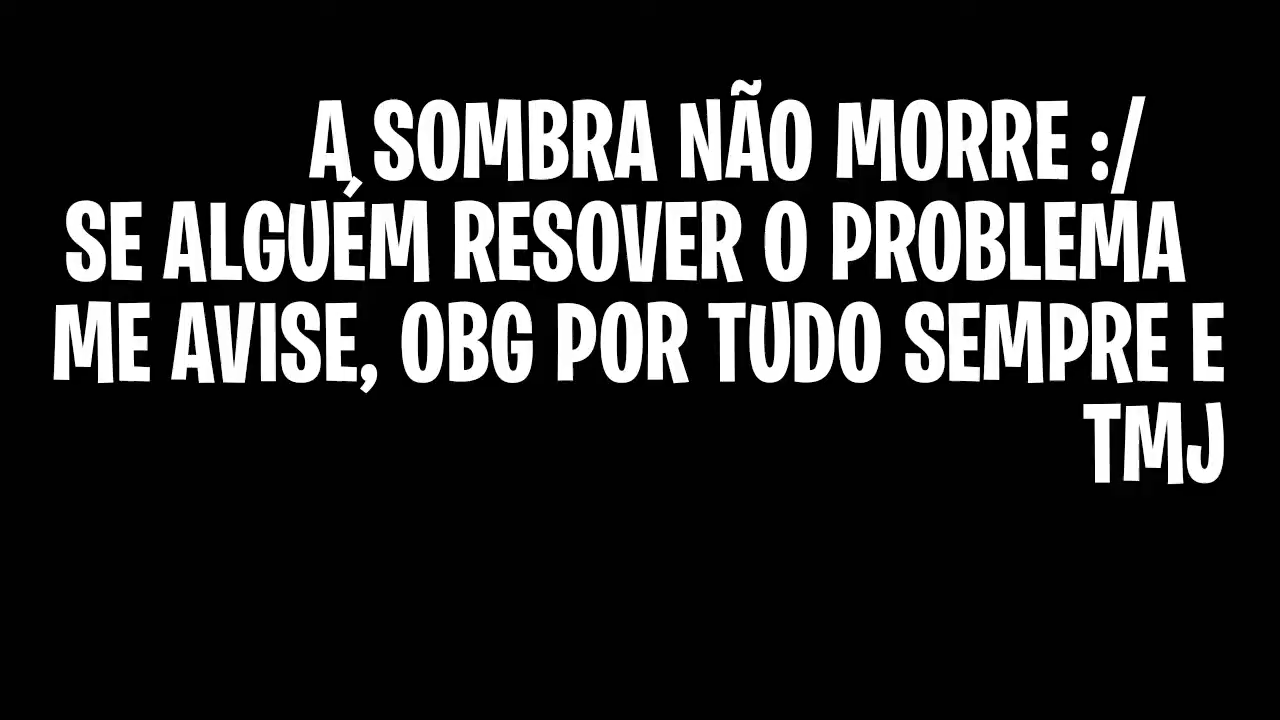 A SOMBRA NÃO MORRE :/
SE ALGUÉM RESOVER O PROBLEMA
ME AVISE, OBG POR TUDO SEMPRE E
TMJ